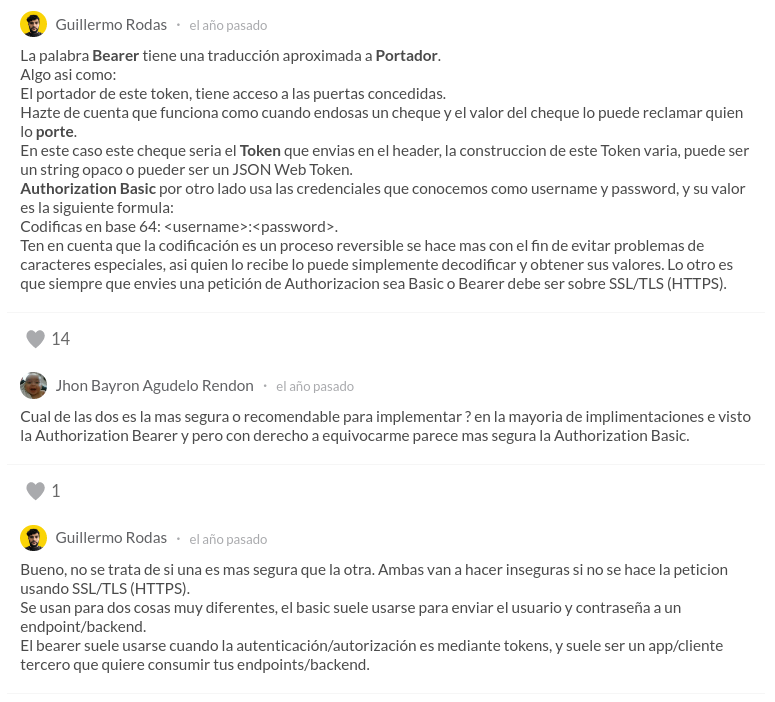 Guillermo Rodas · el año pasado
La palabra Bearer tiene una traducción aproximada a Portador.
Algo asi como:
El portador de este token, tiene acceso a las puertas concedidas.
Hazte de cuenta que funciona como cuando endosas un cheque y el valor del cheque lo puede reclamar quien
lo porte.
En este caso este cheque seria el Token que envias en el header, la construccion de este Token varia, puede ser
un string opaco o pueder ser un JSON Web Token.
Authorization Basic por otro lado usa las credenciales que conocemos como username y password, y su valor
es la siguiente formula:
Codificas en base 64: <username>:<password>.
Ten en cuenta que la codificación es un proceso reversible se hace mas con el fin de evitar problemas de
caracteres especiales, asi quien lo recibe lo puede simplemente decodificar y obtener sus valores. Lo otro es
que siempre que envies una petición de Authorizacion sea Basic o Bearer debe ser sobre SSL/TLS (HTTPS).
14
Jhon Bayron Agudelo Rendon · el año pasado
Cual de las dos es la mas segura o recomendable para implementar ? en la mayoria de implimentaciones e visto
la Authorization Bearer y pero con derecho a equivocarme parece mas segura la Authorization Basic.
1
Guillermo Rodas · el año pasado
Bueno, no se trata de si una es mas segura que la otra. Ambas van a hacer inseguras si no se hace la peticion
usando SSL/TLS (HTTPS).
Se usan para dos cosas muy diferentes, el basic suele usarse para enviar el usuario y contraseña a un
endpoint/backend.
El bearer suele usarse cuando la autenticación/autorización es mediante tokens, y suele ser un app/cliente
tercero que quiere consumir tus endpoints/backend.